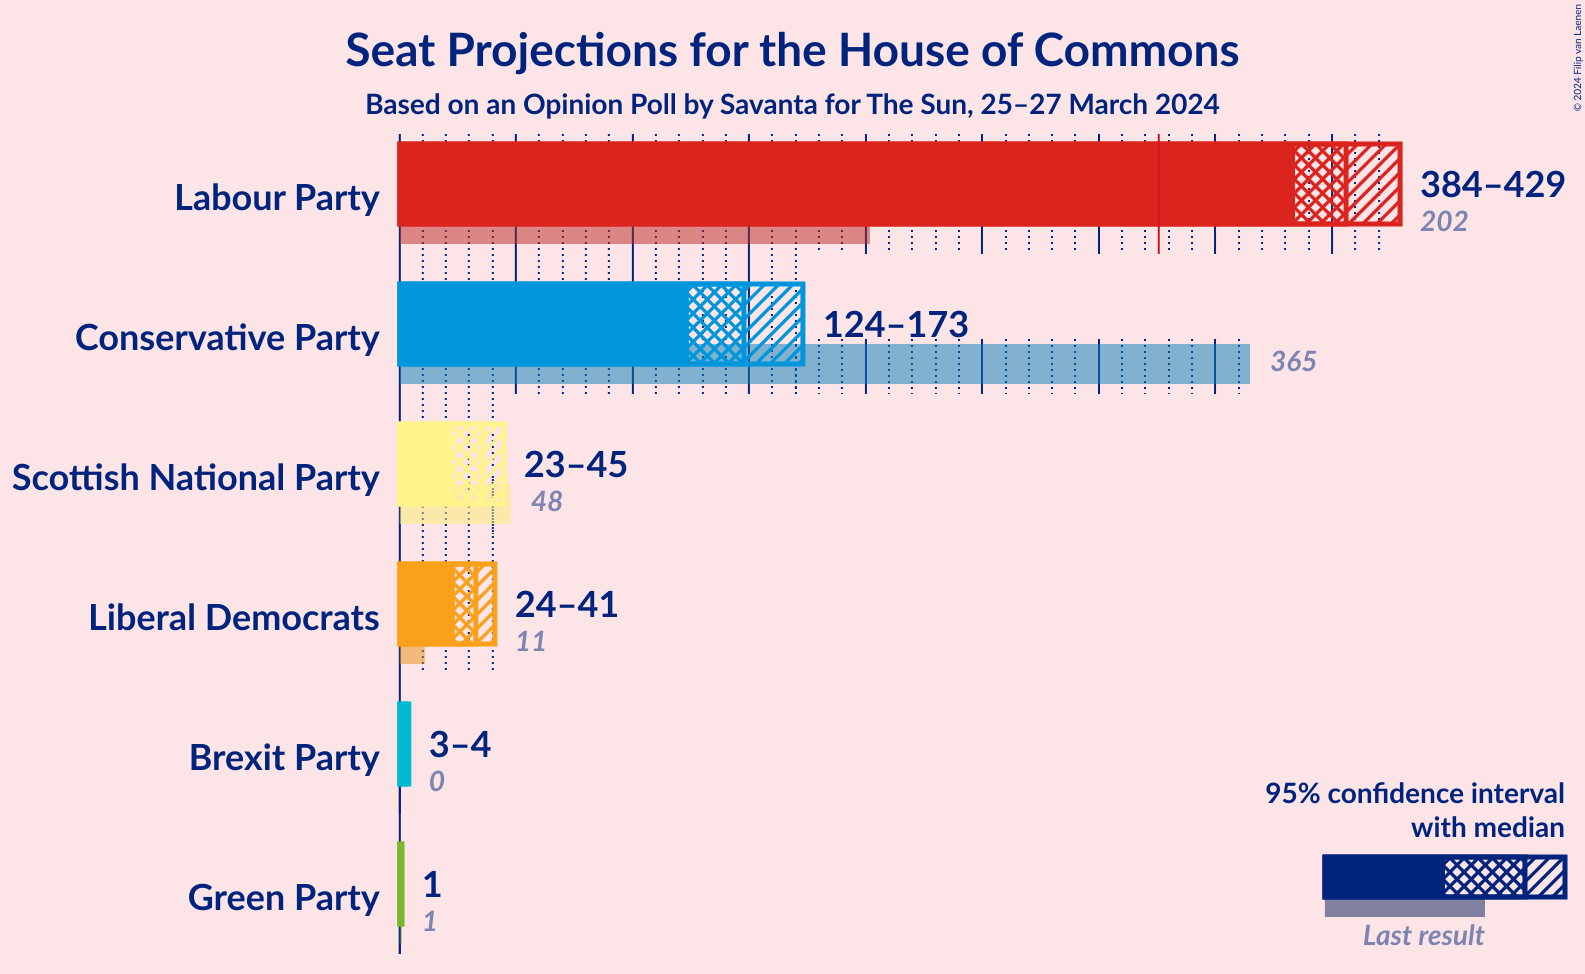 Seat Projections for the House of Commons
Based on an Opinion Poll by Savanta for The Sun, 25–27 March 2024
© 2024 Filip van Laenen
Labour Party
384–429
202
Conservative Party
124–173
365
Scottish National Party
23–45
48
Liberal Democrats
24–41
11
Brexit Party
3–4
0
Green Party
1
1
95% confidence interval
with median
Last result